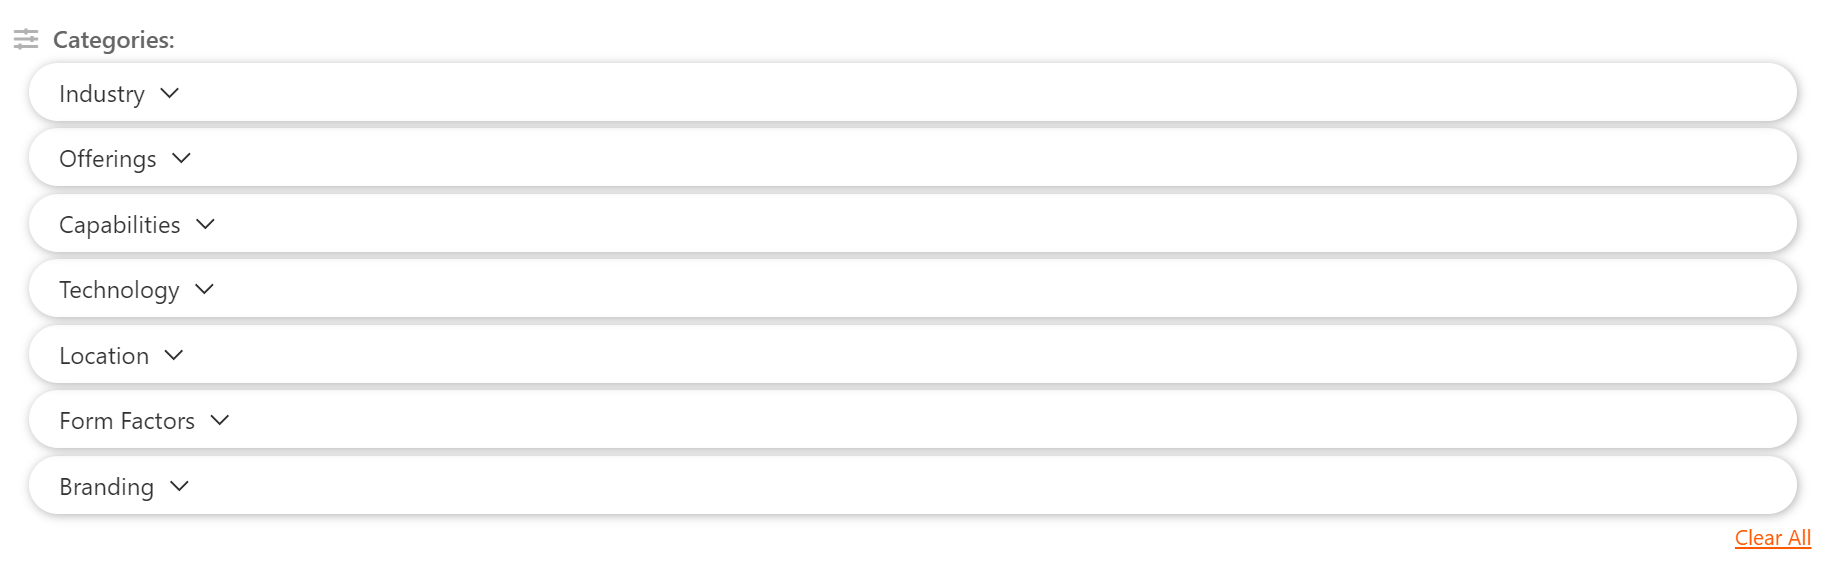 Categories:
Industry
Offerings
Capabilities
Technology
Location
Form Factors
Branding
Clear All